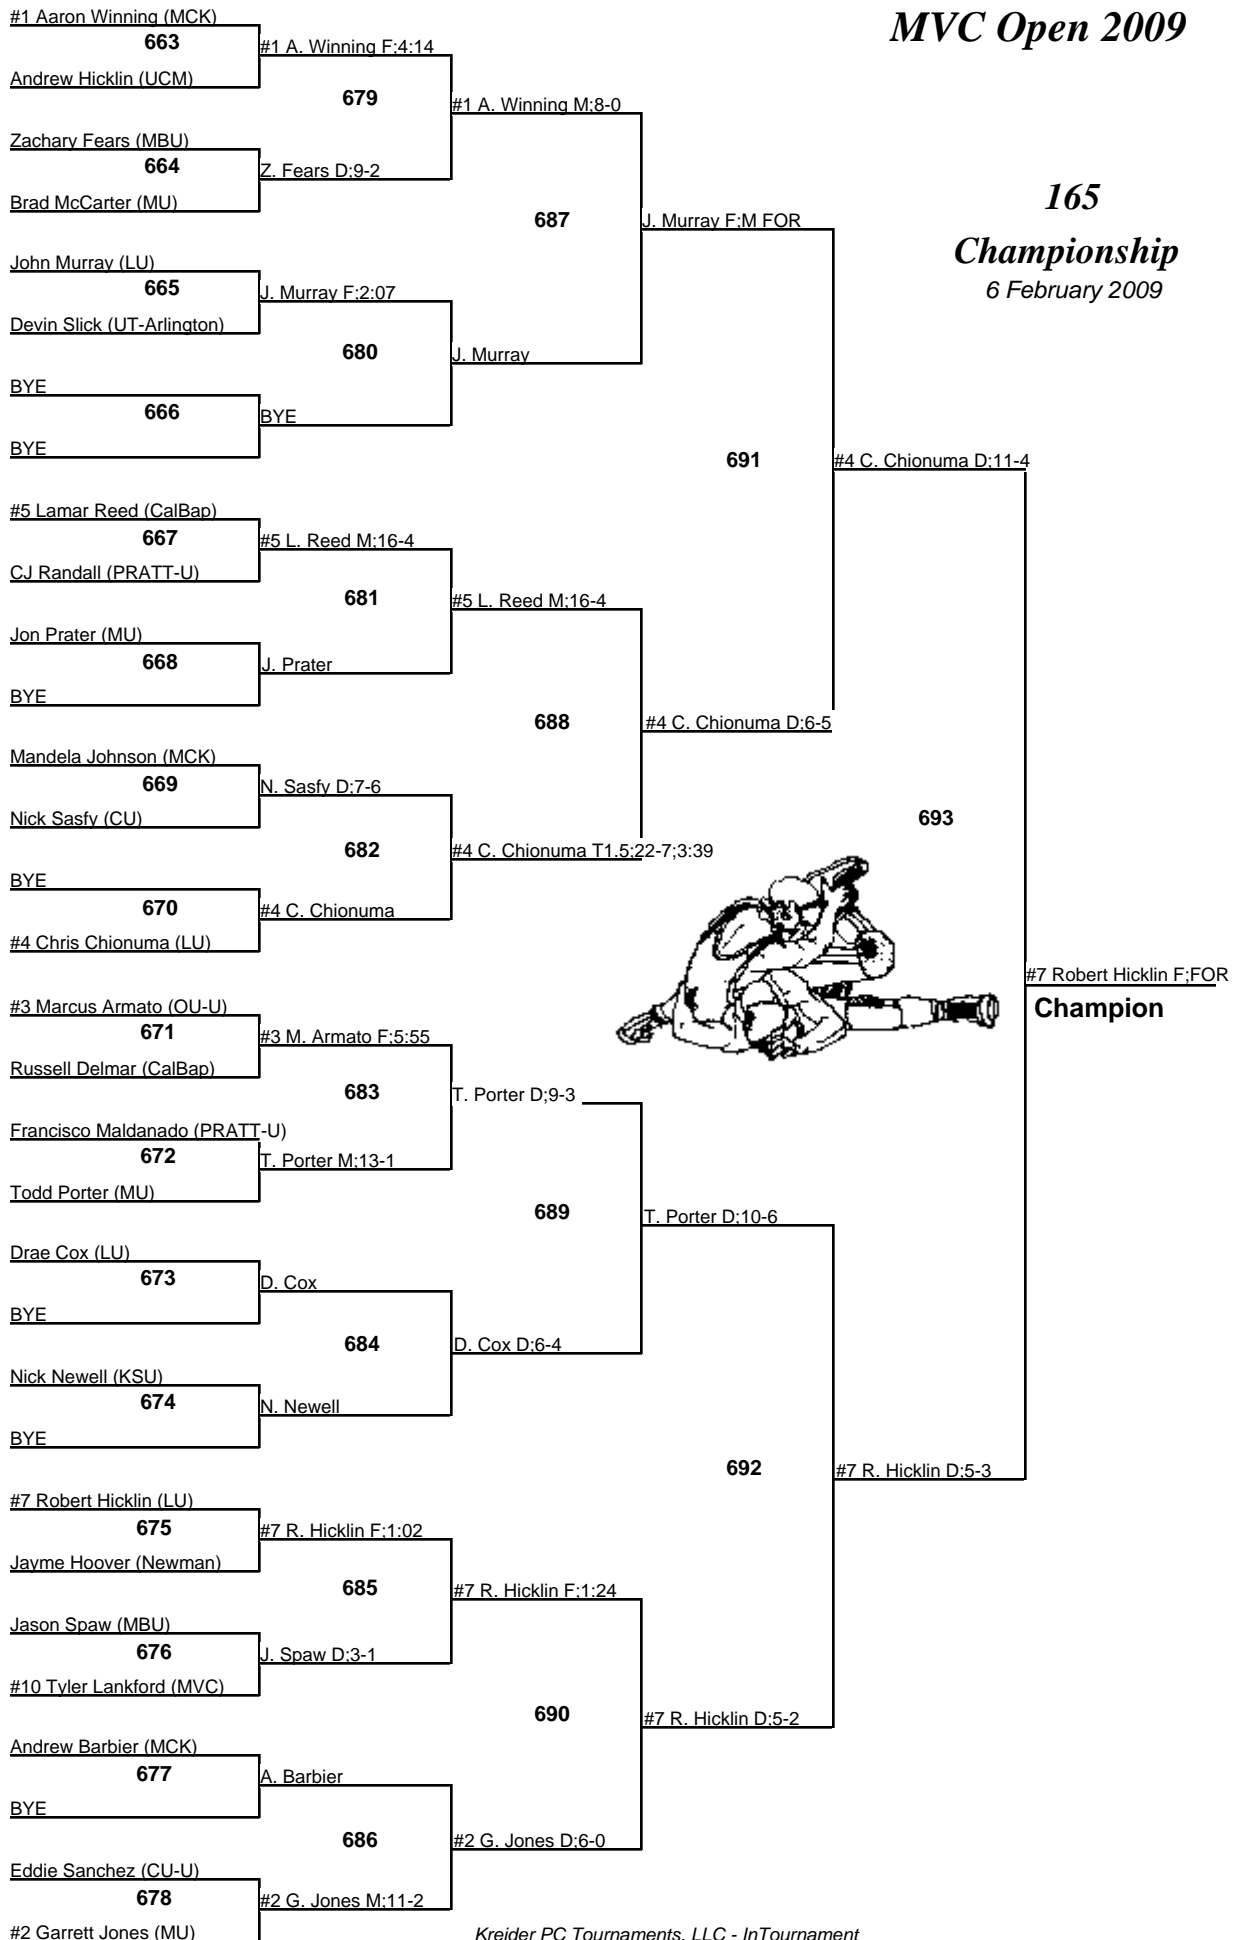 MVC Open 2009
165
Championship
6 February 2009
#1 Aaron Winning (MCK)
663
Andrew Hicklin (UCM)
Zachary Fears (MBU)
664
Brad McCarter (MU)
John Murray (LU)
665
Devin Slick (UT-Arlington)
BYE
666
BYE
#5 Lamar Reed (CalBap)
667
CJ Randall (PRATT-U)
Jon Prater (MU)
668
BYE
Mandela Johnson (MCK)
669
Nick Sasfy (CU)
BYE
670
#4 Chris Chionuma (LU)
#3 Marcus Armato (OU-U)
671
Russell Delmar (CalBap)
Francisco Maldanado (PRATT-U)
672
Todd Porter (MU)
Drae Cox (LU)
673
BYE
Nick Newell (KSU)
674
BYE
#7 Robert Hicklin (LU)
675
Jayme Hoover (Newman)
Jason Spaw (MBU)
676
#10 Tyler Lankford (MVC)
Andrew Barbier (MCK)
677
BYE
Eddie Sanchez (CU-U)
678
#2 Garrett Jones (MU)
#1 A. Winning F;4:14
679
Z. Fears D;9-2
J. Murray F;2:07
680
BYE
#5 L. Reed M;16-4
681
J. Prater
N. Sasfy D;7-6
682
#4 C. Chionuma
#3 M. Armato F;5:55
683
T. Porter M;13-1
D. Cox
684
N. Newell
#7 R. Hicklin F;1:02
685
J. Spaw D;3-1
A. Barbier
686
#2 G. Jones M;11-2
#1 A. Winning M;8-0
687
J. Murray
#5 L. Reed M;16-4
688
#4 C. Chionuma T1.5;22-7;3:39
T. Porter D;9-3
689
D. Cox D;6-4
#7 R. Hicklin F;1:24
690
#2 G. Jones D;6-0
J. Murray F;M FOR
691
#4 C. Chionuma D;6-5
T. Porter D;10-6
692
#7 R. Hicklin D;5-2
#4 C. Chionuma D;11-4
693
#7 R. Hicklin D;5-3
#7 Robert Hicklin F;FOR
Champion
Kreider PC Tournaments, LLC - InTournament